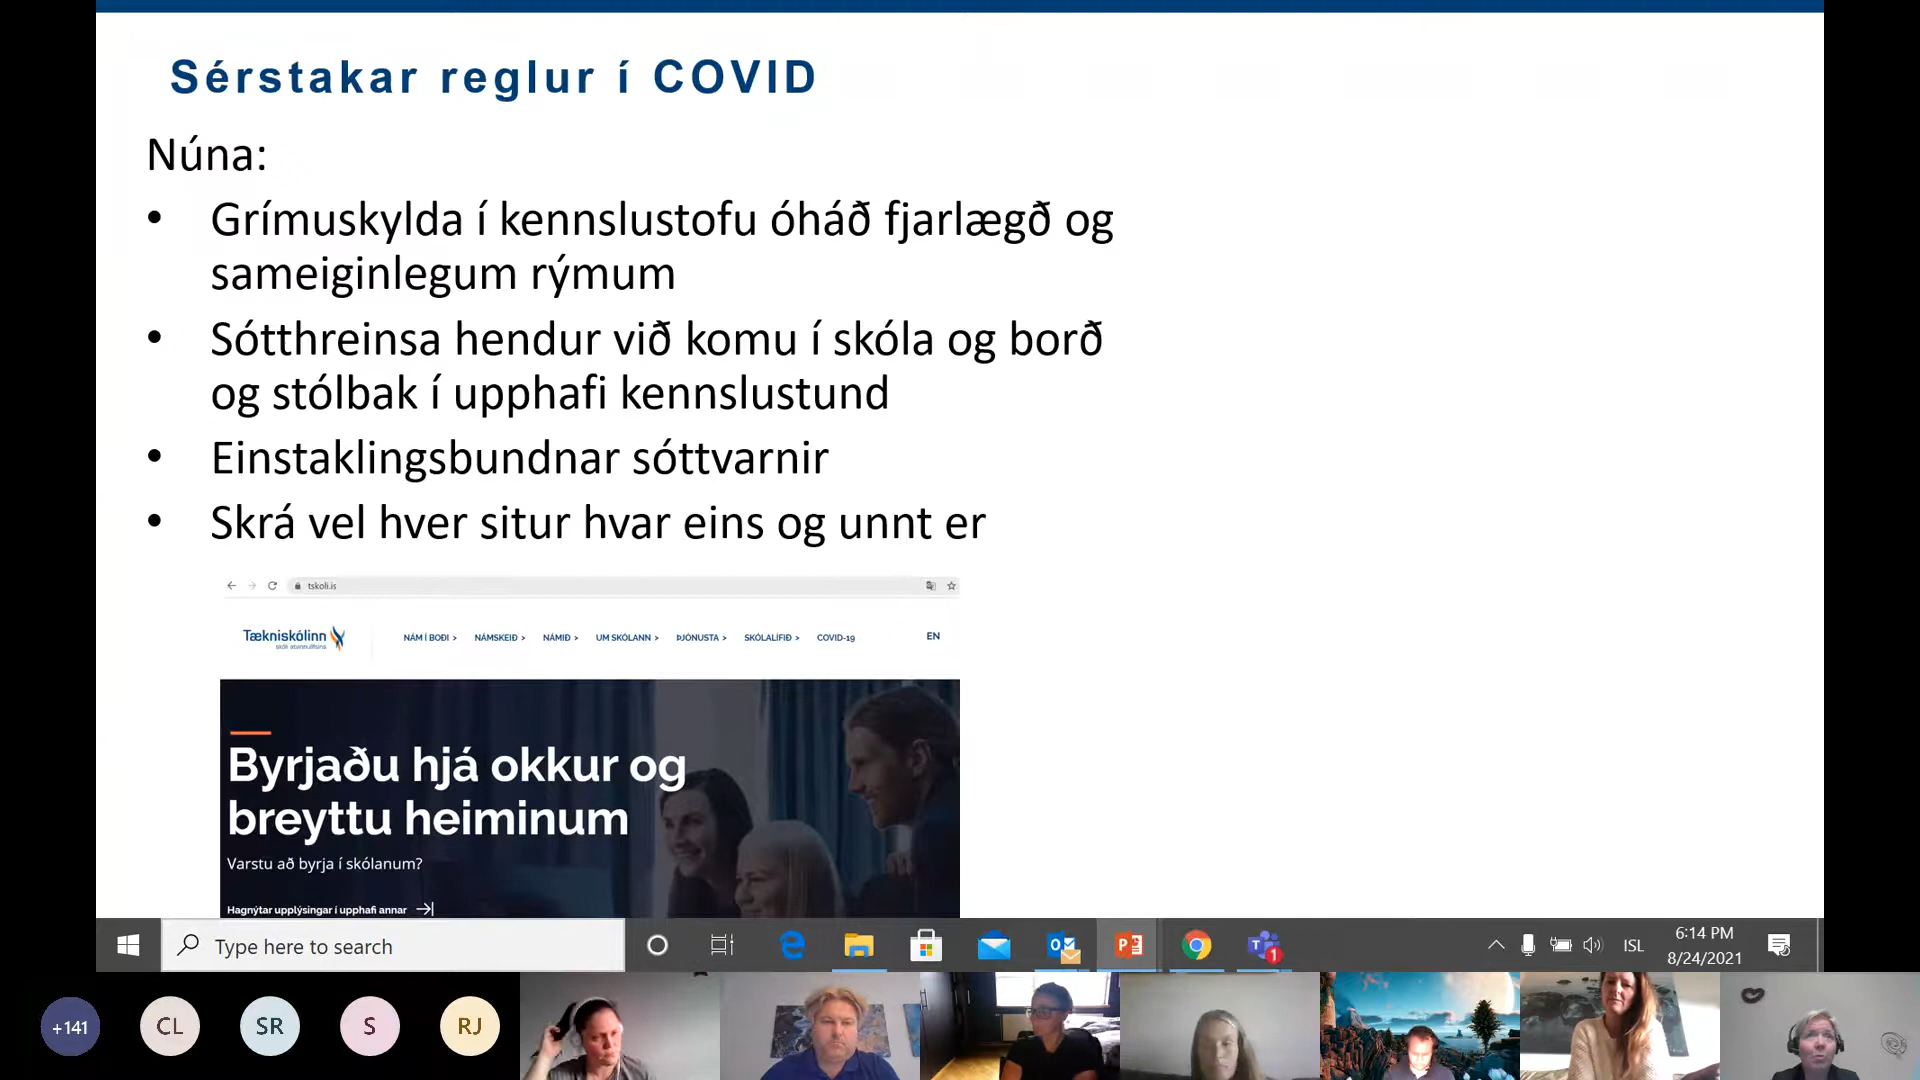 Sérstakar reglur í COVID
Núna:
• Grímuskylda í kennslustofu óháð fjarlægð og
sameiginlegum rýmum
• Sótthreinsa hendur við komu í skóla og borð
og stólbak í upphafi kennslustund
• Einstaklingsbundnar sóttvarnir
• Skrá vel hver situr hvar eins og unnt er
tskoli.is
Tækniskólinn
skóli atvinnulífsins
NÁM Í BOÐI > NÁMSKEIÐ > NÁMIÐ > UM SKÓLANN > ÞJÓNUSTA > SKÓLALÍFIÐ > COVID-19 EN
Byrjaðu hjá okkur og
breyttu heiminum
Varstu að byrja í skólanum?
Hagnýtar upplýsingar í upphafi annar
Type here to search
ISL
6:14 PM
8/24/2021
+141 CL SR S RJ